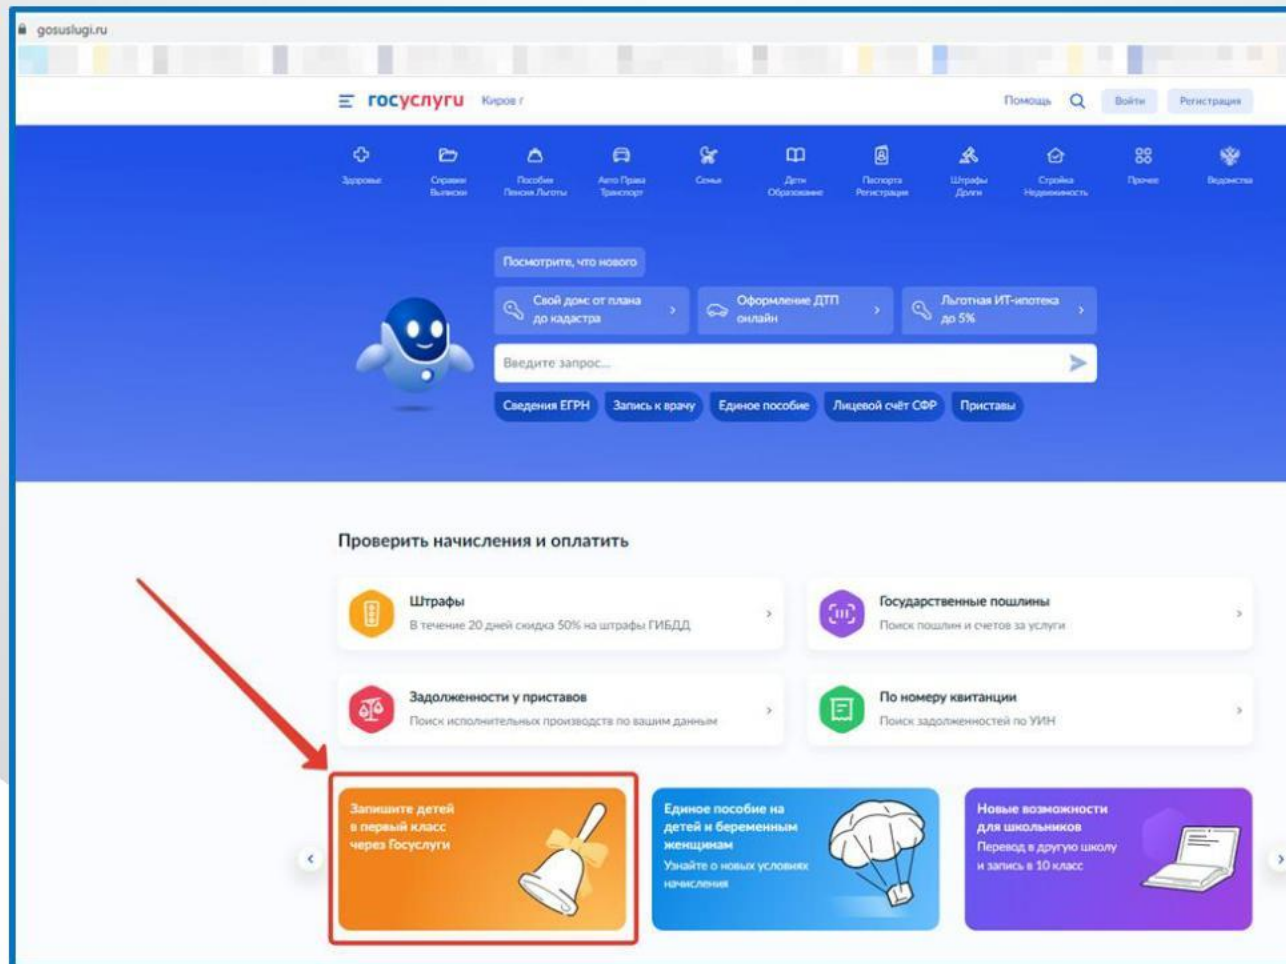 gosuslugi.ru
госуслуги Киров г Помощь Войти Регистрация
Здоровье Справки Выписки Пособия Пенсия Льготы Авто Права Транспорт Семья Дети Образование Паспорта Регистрация Штрафы Долги Стройка Недвижимость Прочее Ведомства
Посмотрите, что нового
Свой дом: от плана
до кадастра
Оформление ДТП
онлайн
Льготная ИТ-ипотека
до 5%
Введите запрос...
Сведения ЕГРН Запись к врачу Единое пособие Лицевой счёт СФР Приставы
Проверить начисления и оплатить
Штрафы
В течение 20 дней скидка 50% на штрафы ГИБДД
Государственные пошлины
Поиск пошлин и счетов за услуги
Задолженности у приставов
Поиск исполнительных производств по вашим данным
По номеру квитанции
Поиск задолженностей по УИН
Запишите детей
в первый класс
через Госуслуги
Единое пособие на
детей и беременным
женщинам
Узнайте о новых условиях
начисления
Новые возможности
для школьников
Перевод в другую школу
и запись в 10 класс